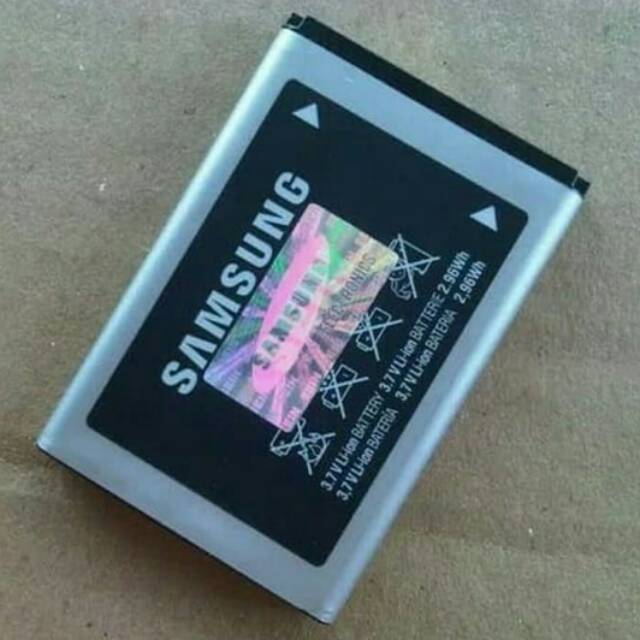 SAMSUNG
SAMSUNG
ELECTRONICS
3.7V Li-ion BATTERY 3.7V Li-ion BATTERIE 2.96Wh
3.7V Li-ion BATERÍA 3,7V Li-ion BATERIA 2,96Wh